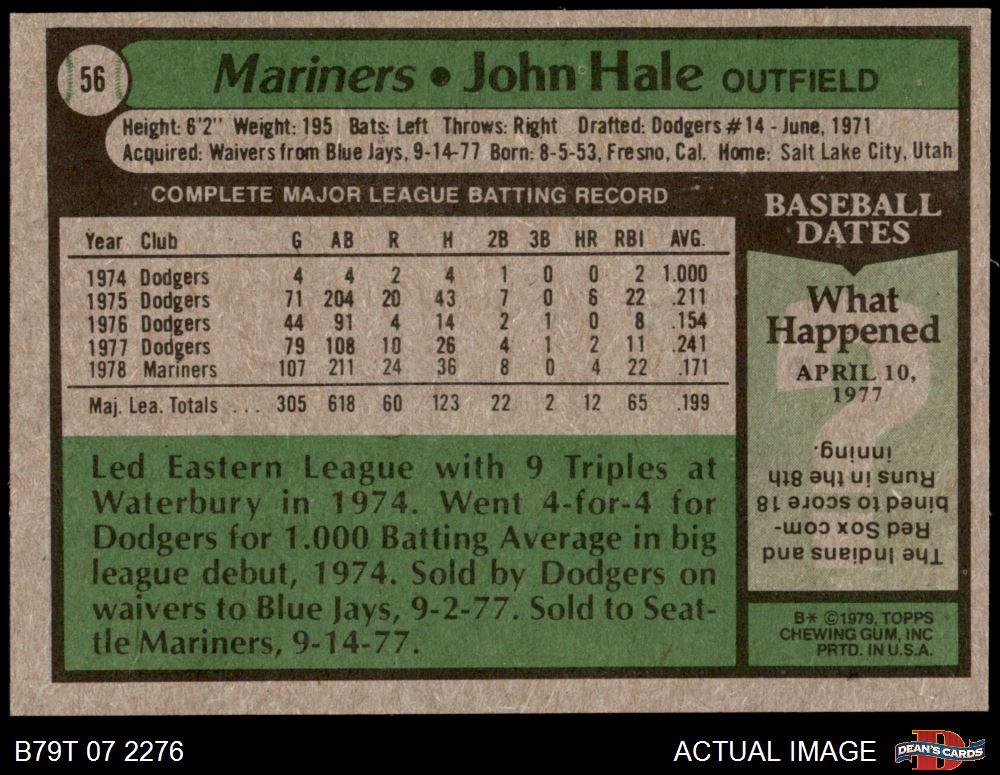 56
Mariners • John Hale OUTFIELD
Height: 6'2" Weight: 195 Bats: Left Throws: Right Drafted: Dodgers #14 - June, 1971
Acquired: Waivers from Blue Jays, 9-14-77 Born: 8-5-53, Fresno, Cal. Home: Salt Lake City, Utah
COMPLETE MAJOR LEAGUE BATTING RECORD
Year Club G AB R H 2B 3B HR RBI AVG.
1974 Dodgers 4 4 2 4 1 0 0 2 1.000
1975 Dodgers 71 204 20 43 7 0 6 22 .211
1976 Dodgers 44 91 4 14 2 1 0 8 .154
1977 Dodgers 79 108 10 26 4 1 2 11 .241
1978 Mariners 107 211 24 36 8 0 4 22 .171
Maj. Lea. Totals ... 305 618 60 123 22 2 12 65 .199
Led Eastern League with 9 Triples at
Waterbury in 1974. Went 4-for-4 for
Dodgers for 1.000 Batting Average in big
league debut, 1974. Sold by Dodgers on
waivers to Blue Jays, 9-2-77. Sold to Seat-
tle Mariners, 9-14-77.
BASEBALL
DATES
What
Happened
APRIL 10,
1977
The Indians and
Red Sox com-
bined to score 18
Runs in the 8th
inning.
B* ©1979, TOPPS
CHEWING GUM, INC
PRTD. IN U.S.A.
B79T 07 2276
ACTUAL IMAGE
DEAN'S CARDS